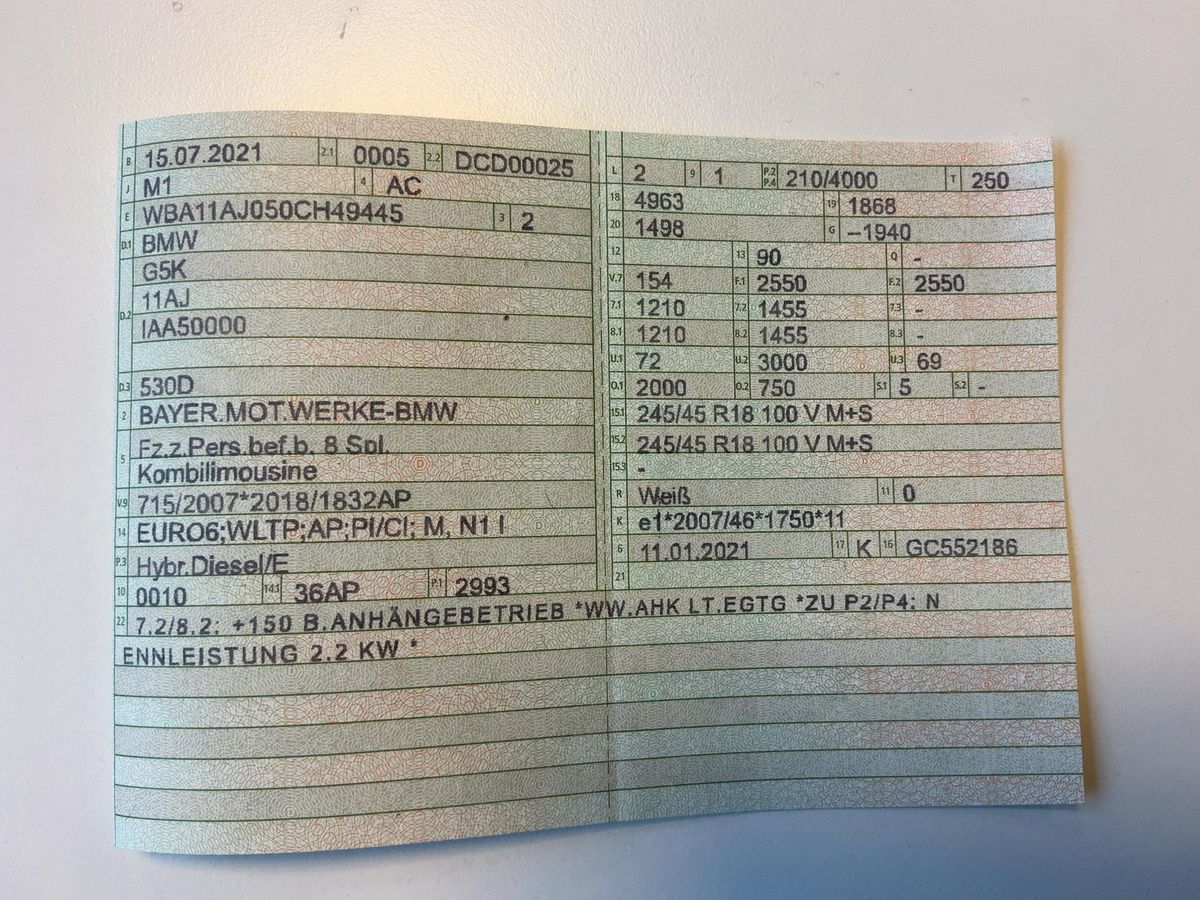 B 15.07.2021 2.1 0005 2.2 DCD00025
J M1 4 AC
E WBA11AJ050CH49445 3 2
D.1 BMW
D.2 G5K
11AJ
IAA50000
D.3 530D
2 BAYER.MOT.WERKE-BMW
5 Fz.z.Pers.bef.b. 8 Spl.
Kombilimousine
V.9 715/2007*2018/1832AP
14 EURO6;WLTP;AP;PI/CI; M, N1 I
P.3 Hybr.Diesel/E
10 0010 14.1 36AP P.1 2993
L 2 9 1 P.2 P.4 210/4000 T 250
18 4963 19 1868
20 1498 G –1940
12 13 90 Q -
V.7 154 F.1 2550 F.2 2550
7.1 1210 7.2 1455 7.3 -
8.1 1210 8.2 1455 8.3 -
U.1 72 U.2 3000 U.3 69
O.1 2000 O.2 750 S.1 5 S.2 -
15.1 245/45 R18 100 V M+S
15.2 245/45 R18 100 V M+S
15.3 -
R Weiß 11 0
K e1*2007/46*1750*11
6 11.01.2021 17 K 16 GC552186
21
22 7.2/8.2: +150 B.ANHÄNGEBETRIEB *WW.AHK LT.EGTG *ZU P2/P4: N
ENNLEISTUNG 2.2 KW *